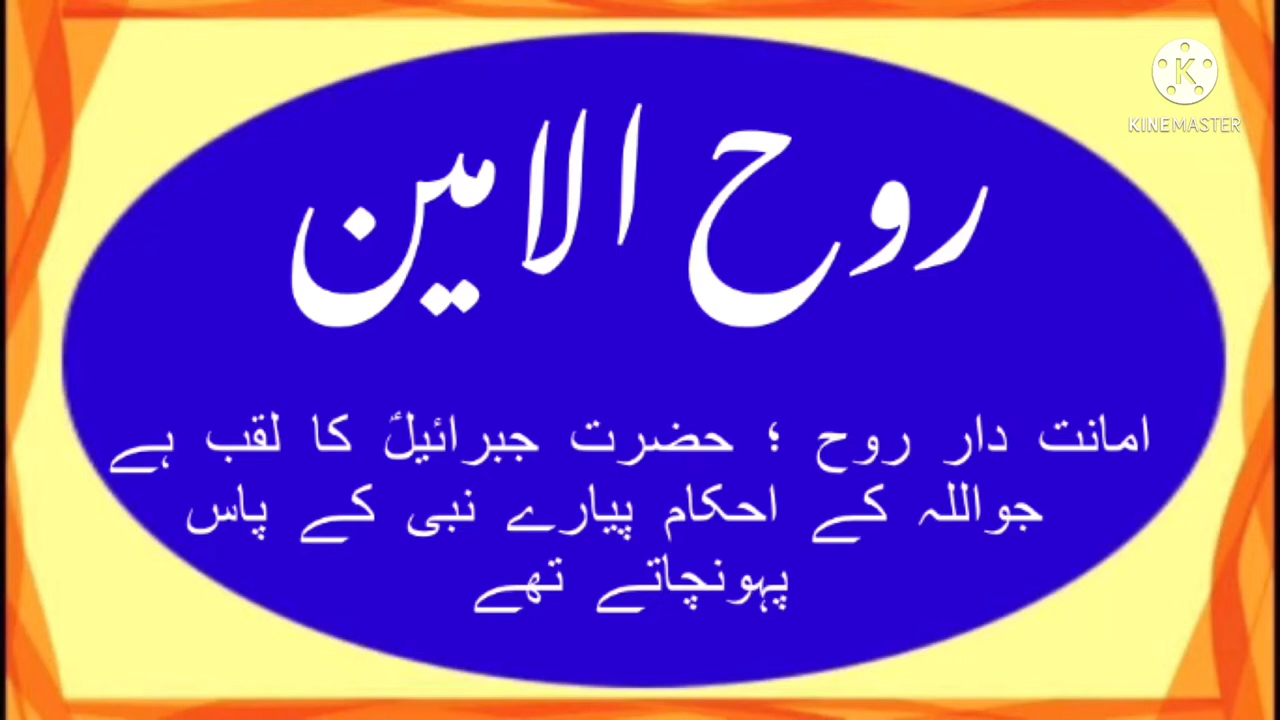 KINEMASTER
روح الامین
امانت دار روح ؛ حضرت جبرائیلؑ کا لقب ہے
جواللہ کے احکام پیارے نبی کے پاس
پہونچاتے تھے